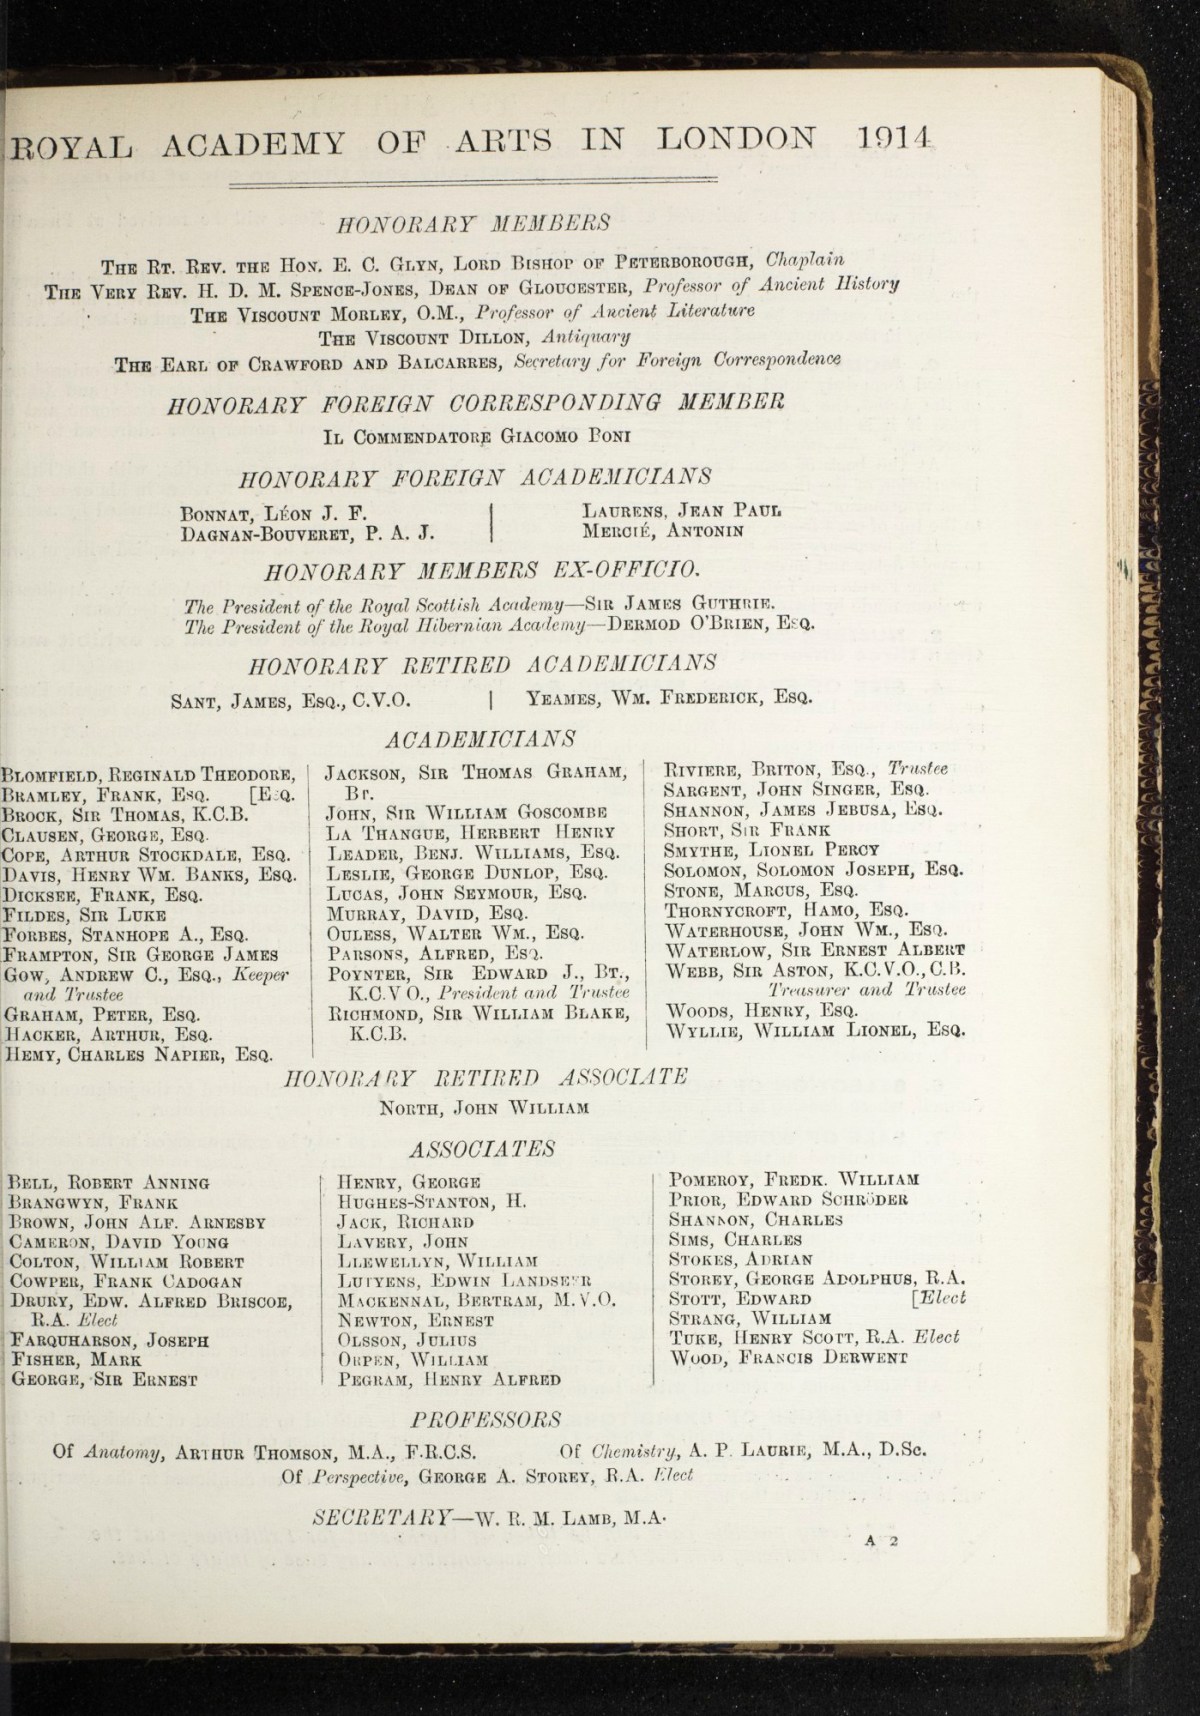 ROYAL ACADEMY OF ARTS IN LONDON 1914
HONORARY MEMBERS
THE RT. REV. THE HON. E. C. GLYN, LORD BISHOP OF PETERBOROUGH, Chaplain
THE VERY REV. H. D. M. SPENCE-JONES, DEAN OF GLOUCESTER, Professor of Ancient History
THE VISCOUNT MORLEY, O.M., Professor of Ancient Literature
THE VISCOUNT DILLON, Antiquary
THE EARL OF CRAWFORD AND BALCARRES, Secretary for Foreign Correspondence
HONORARY FOREIGN CORRESPONDING MEMBER
IL COMMENDATORE GIACOMO BONI
HONORARY FOREIGN ACADEMICIANS
BONNAT, LÉON J. F.
DAGNAN-BOUVERET, P. A. J.
LAURENS, JEAN PAUL
MERCIÉ, ANTONIN
HONORARY MEMBERS EX-OFFICIO.
The President of the Royal Scottish Academy—SIR JAMES GUTHRIE.
The President of the Royal Hibernian Academy—DERMOD O'BRIEN, ESQ.
HONORARY RETIRED ACADEMICIANS
SANT, JAMES, ESQ., C.V.O. | YEAMES, WM. FREDERICK, ESQ.
ACADEMICIANS
BLOMFIELD, REGINALD THEODORE,
BRAMLEY, FRANK, ESQ. [ESQ.
BROCK, SIR THOMAS, K.C.B.
CLAUSEN, GEORGE, ESQ.
COPE, ARTHUR STOCKDALE, ESQ.
DAVIS, HENRY WM. BANKS, ESQ.
DICKSEE, FRANK, ESQ.
FILDES, SIR LUKE
FORBES, STANHOPE A., ESQ.
FRAMPTON, SIR GEORGE JAMES
GOW, ANDREW C., ESQ., Keeper
and Trustee
GRAHAM, PETER, ESQ.
HACKER, ARTHUR, ESQ.
HEMY, CHARLES NAPIER, ESQ.
JACKSON, SIR THOMAS GRAHAM,
BT.
JOHN, SIR WILLIAM GOSCOMBE
LA THANGUE, HERBERT HENRY
LEADER, BENJ. WILLIAMS, ESQ.
LESLIE, GEORGE DUNLOP, ESQ.
LUCAS, JOHN SEYMOUR, ESQ.
MURRAY, DAVID, ESQ.
OULESS, WALTER WM., ESQ.
PARSONS, ALFRED, ESQ.
POYNTER, SIR EDWARD J., BT.,
K.C.V O., President and Trustee
RICHMOND, SIR WILLIAM BLAKE,
K.C.B.
RIVIERE, BRITON, ESQ., Trustee
SARGENT, JOHN SINGER, ESQ.
SHANNON, JAMES JEBUSA, ESQ.
SHORT, SIR FRANK
SMYTHE, LIONEL PERCY
SOLOMON, SOLOMON JOSEPH, ESQ.
STONE, MARCUS, ESQ.
THORNYCROFT, HAMO, ESQ.
WATERHOUSE, JOHN WM., ESQ.
WATERLOW, SIR ERNEST ALBERT
WEBB, SIR ASTON, K.C.V.O., C.B.
Treasurer and Trustee
WOODS, HENRY, ESQ.
WYLLIE, WILLIAM LIONEL, ESQ.
HONORARY RETIRED ASSOCIATE
NORTH, JOHN WILLIAM
ASSOCIATES
BELL, ROBERT ANNING
BRANGWYN, FRANK
BROWN, JOHN ALF. ARNESBY
CAMERON, DAVID YOUNG
COLTON, WILLIAM ROBERT
COWPER, FRANK CADOGAN
DRURY, EDW. ALFRED BRISCOE,
R.A. Elect
FARQUHARSON, JOSEPH
FISHER, MARK
GEORGE, SIR ERNEST
HENRY, GEORGE
HUGHES-STANTON, H.
JACK, RICHARD
LAVERY, JOHN
LLEWELLYN, WILLIAM
LUTYENS, EDWIN LANDSEER
MACKENNAL, BERTRAM, M.V.O.
NEWTON, ERNEST
OLSSON, JULIUS
ORPEN, WILLIAM
PEGRAM, HENRY ALFRED
POMEROY, FREDK. WILLIAM
PRIOR, EDWARD SCHRÖDER
SHANNON, CHARLES
SIMS, CHARLES
STOKES, ADRIAN
STOREY, GEORGE ADOLPHUS, R.A.
STOTT, EDWARD [Elect
STRANG, WILLIAM
TUKE, HENRY SCOTT, R.A. Elect
WOOD, FRANCIS DERWENT
PROFESSORS
Of Anatomy, ARTHUR THOMSON, M.A., F.R.C.S. Of Chemistry, A. P. LAURIE, M.A., D.Sc.
Of Perspective, GEORGE A. STOREY, R.A. Elect
SECRETARY—W. R. M. LAMB, M.A.
A 2